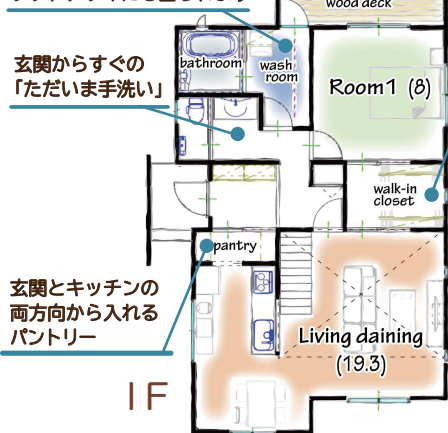 wood deck
玄関からすぐの
「ただいま手洗い」
bathroom
wash
room
Room1 (8)
walk-in
closet
pantry
玄関とキッチンの
両方向から入れる
パントリー
Living daining
(19.3)
1F